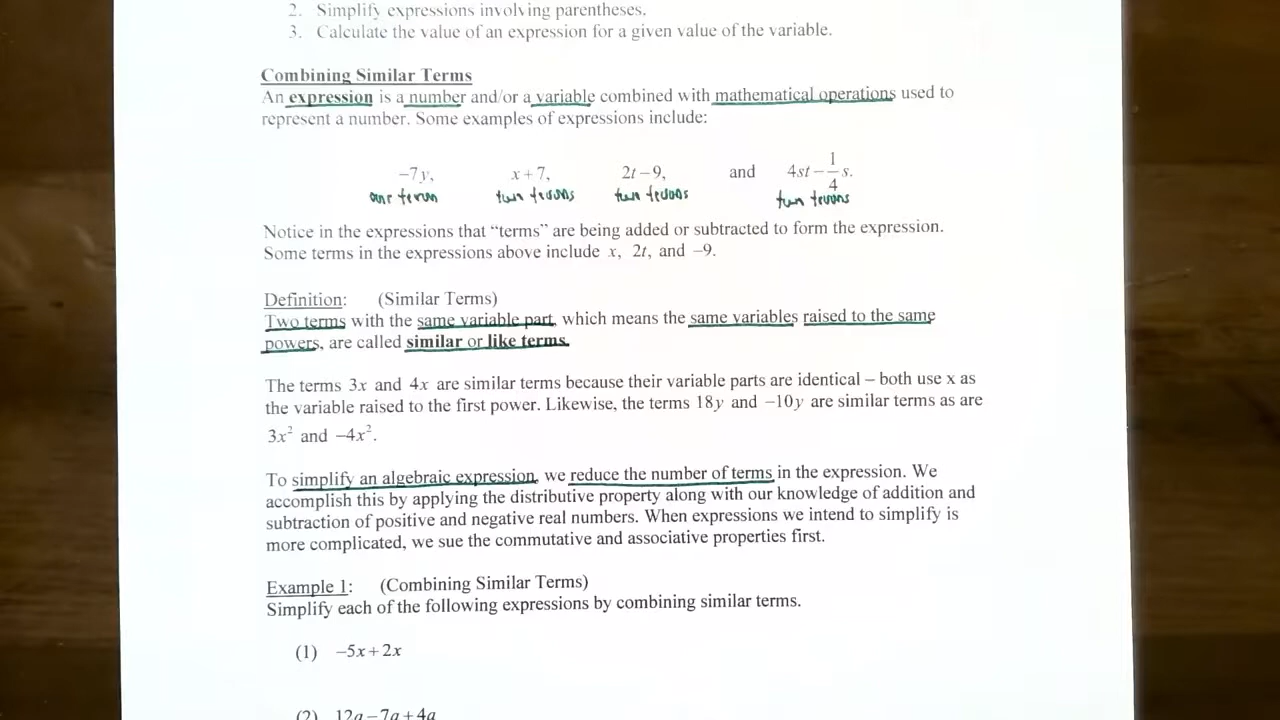 2. Simplify expressions involving parentheses.
3. Calculate the value of an expression for a given value of the variable.
Combining Similar Terms
An expression is a number and/or a variable combined with mathematical operations used to
represent a number. Some examples of expressions include:
−7y, x + 7, 2t − 9, and 4st − 1/4 s.
one term two terms two terms two terms
Notice in the expressions that “terms” are being added or subtracted to form the expression.
Some terms in the expressions above include x, 2t, and −9.
Definition: (Similar Terms)
Two terms with the same variable part, which means the same variables raised to the same
powers, are called similar or like terms.
The terms 3x and 4x are similar terms because their variable parts are identical – both use x as
the variable raised to the first power. Likewise, the terms 18y and −10y are similar terms as are
3x² and −4x².
To simplify an algebraic expression, we reduce the number of terms in the expression. We
accomplish this by applying the distributive property along with our knowledge of addition and
subtraction of positive and negative real numbers. When expressions we intend to simplify is
more complicated, we sue the commutative and associative properties first.
Example 1: (Combining Similar Terms)
Simplify each of the following expressions by combining similar terms.
(1) −5x + 2x
(2) 12a − 7a + 4a